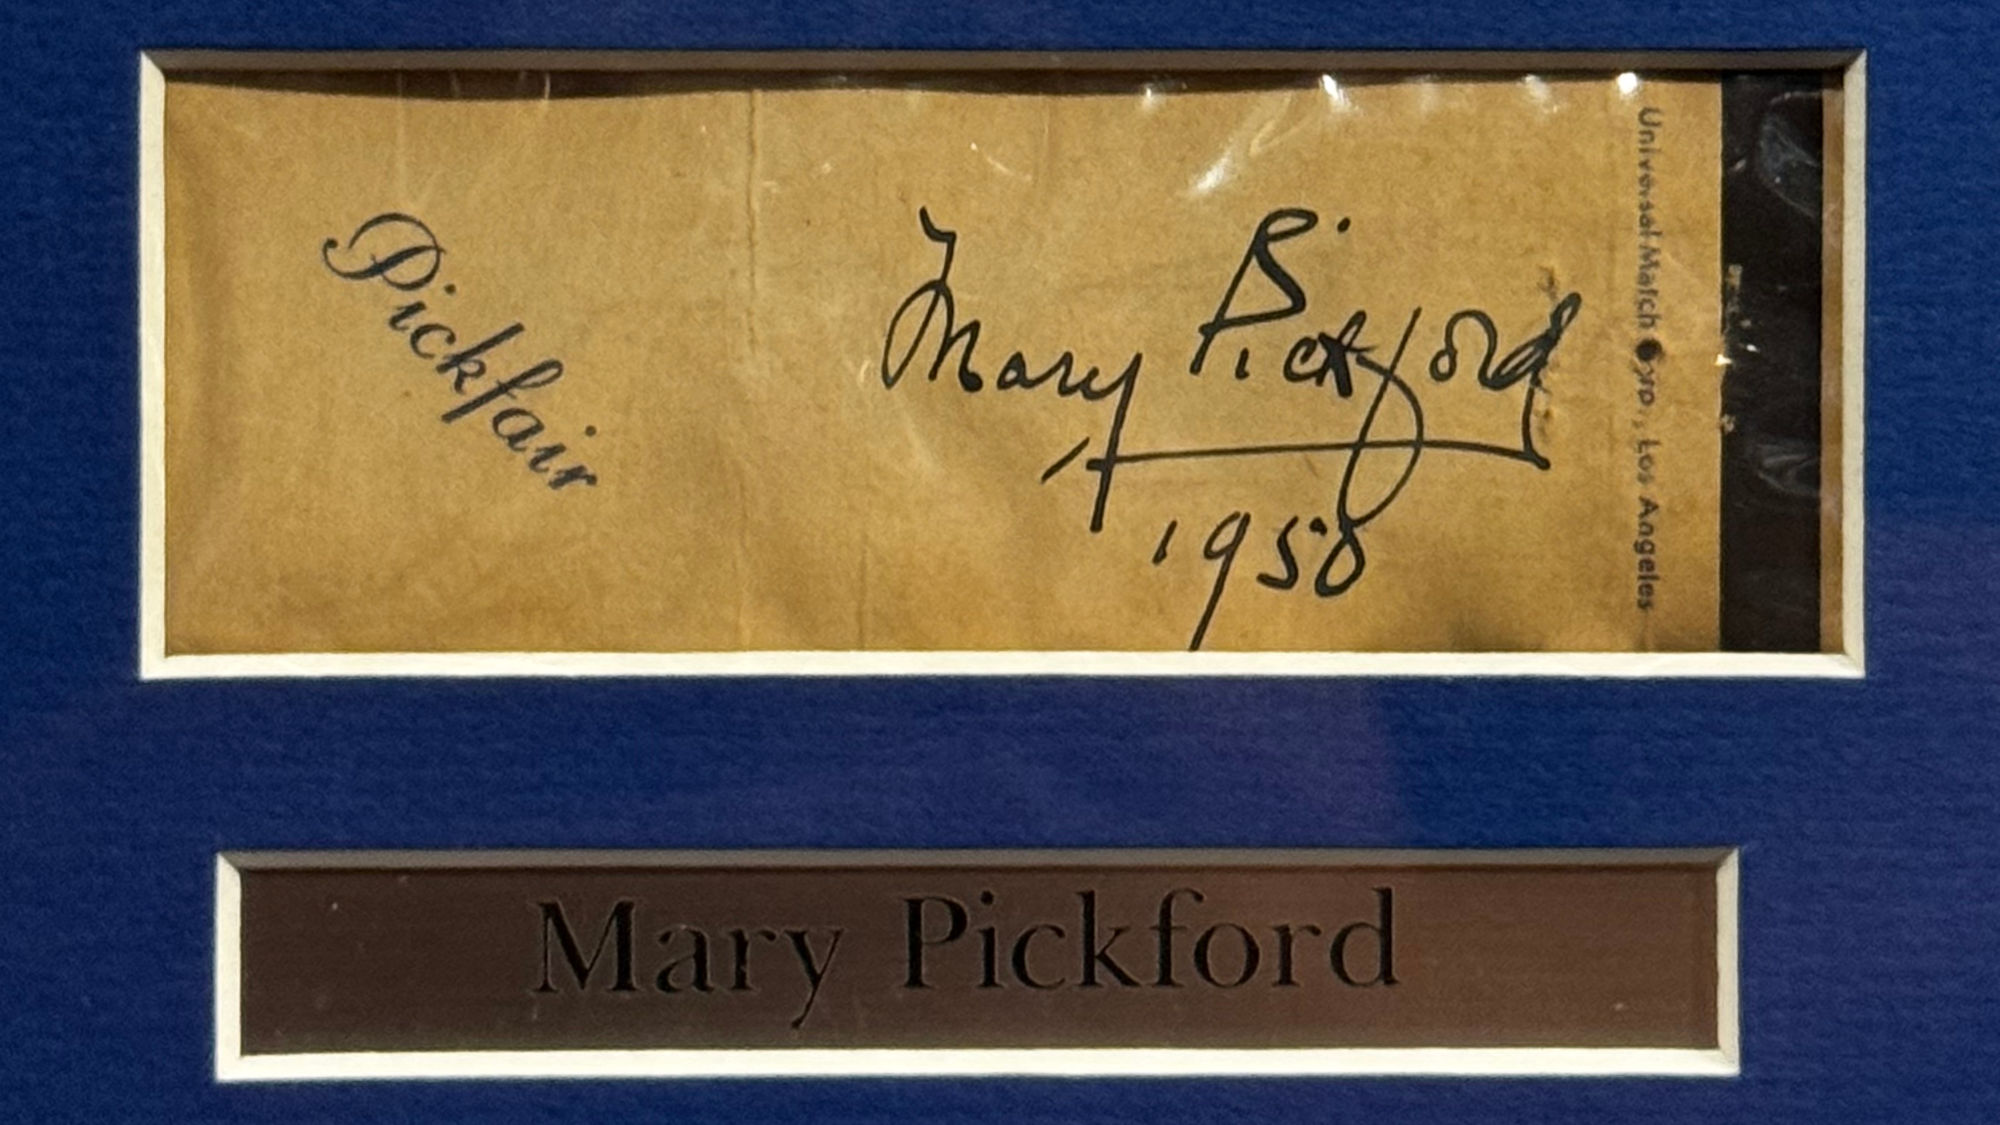 Pickfair
Mary Pickford
1958
Universal Match Corp., Los Angeles
Mary Pickford